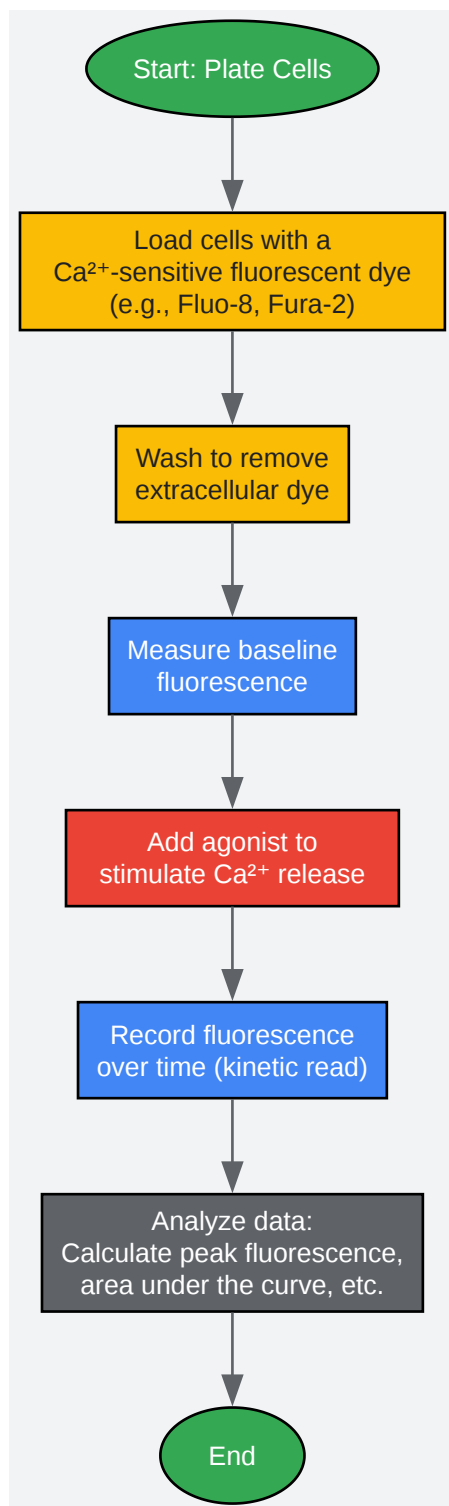 Start: Plate Cells
Load cells with a
Ca²⁺-sensitive fluorescent dye
(e.g., Fluo-8, Fura-2)
Wash to remove
extracellular dye
Measure baseline
fluorescence
Add agonist to
stimulate Ca²⁺ release
Record fluorescence
over time (kinetic read)
Analyze data:
Calculate peak fluorescence,
area under the curve, etc.
End